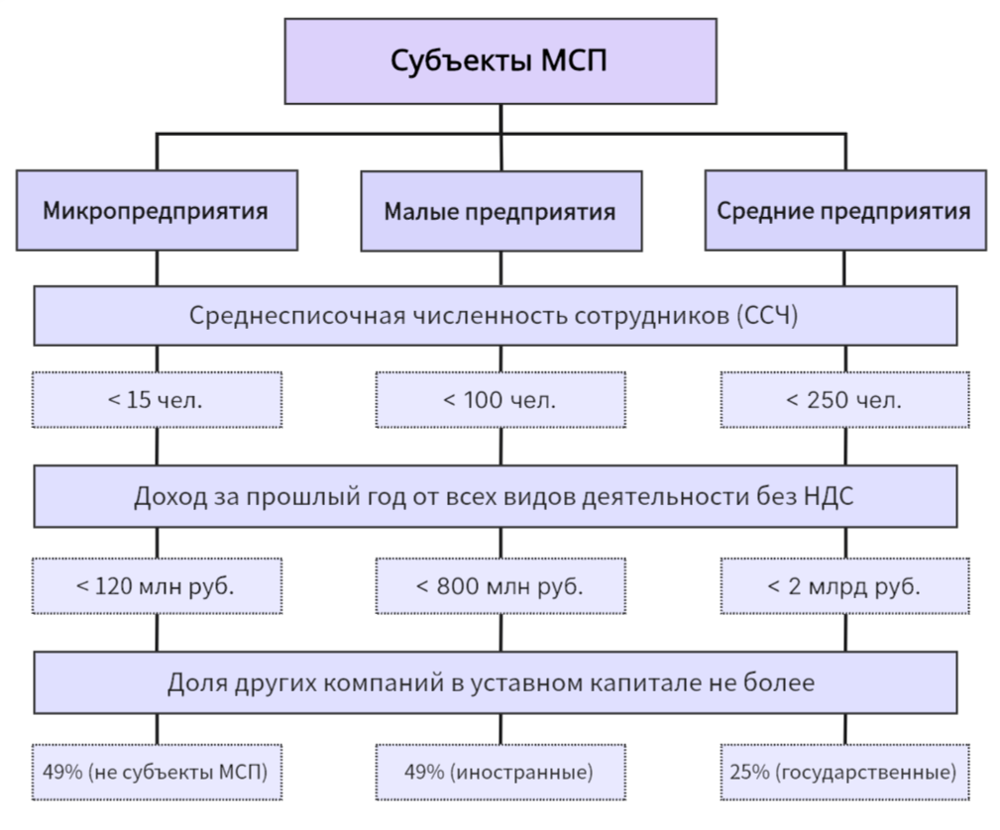 Субъекты МСП
Микропредприятия
Малые предприятия
Средние предприятия
Среднесписочная численность сотрудников (ССЧ)
< 15 чел.
< 100 чел.
< 250 чел.
Доход за прошлый год от всех видов деятельности без НДС
< 120 млн руб.
< 800 млн руб.
< 2 млрд руб.
Доля других компаний в уставном капитале не более
49% (не субъекты МСП)
49% (иностранные)
25% (государственные)